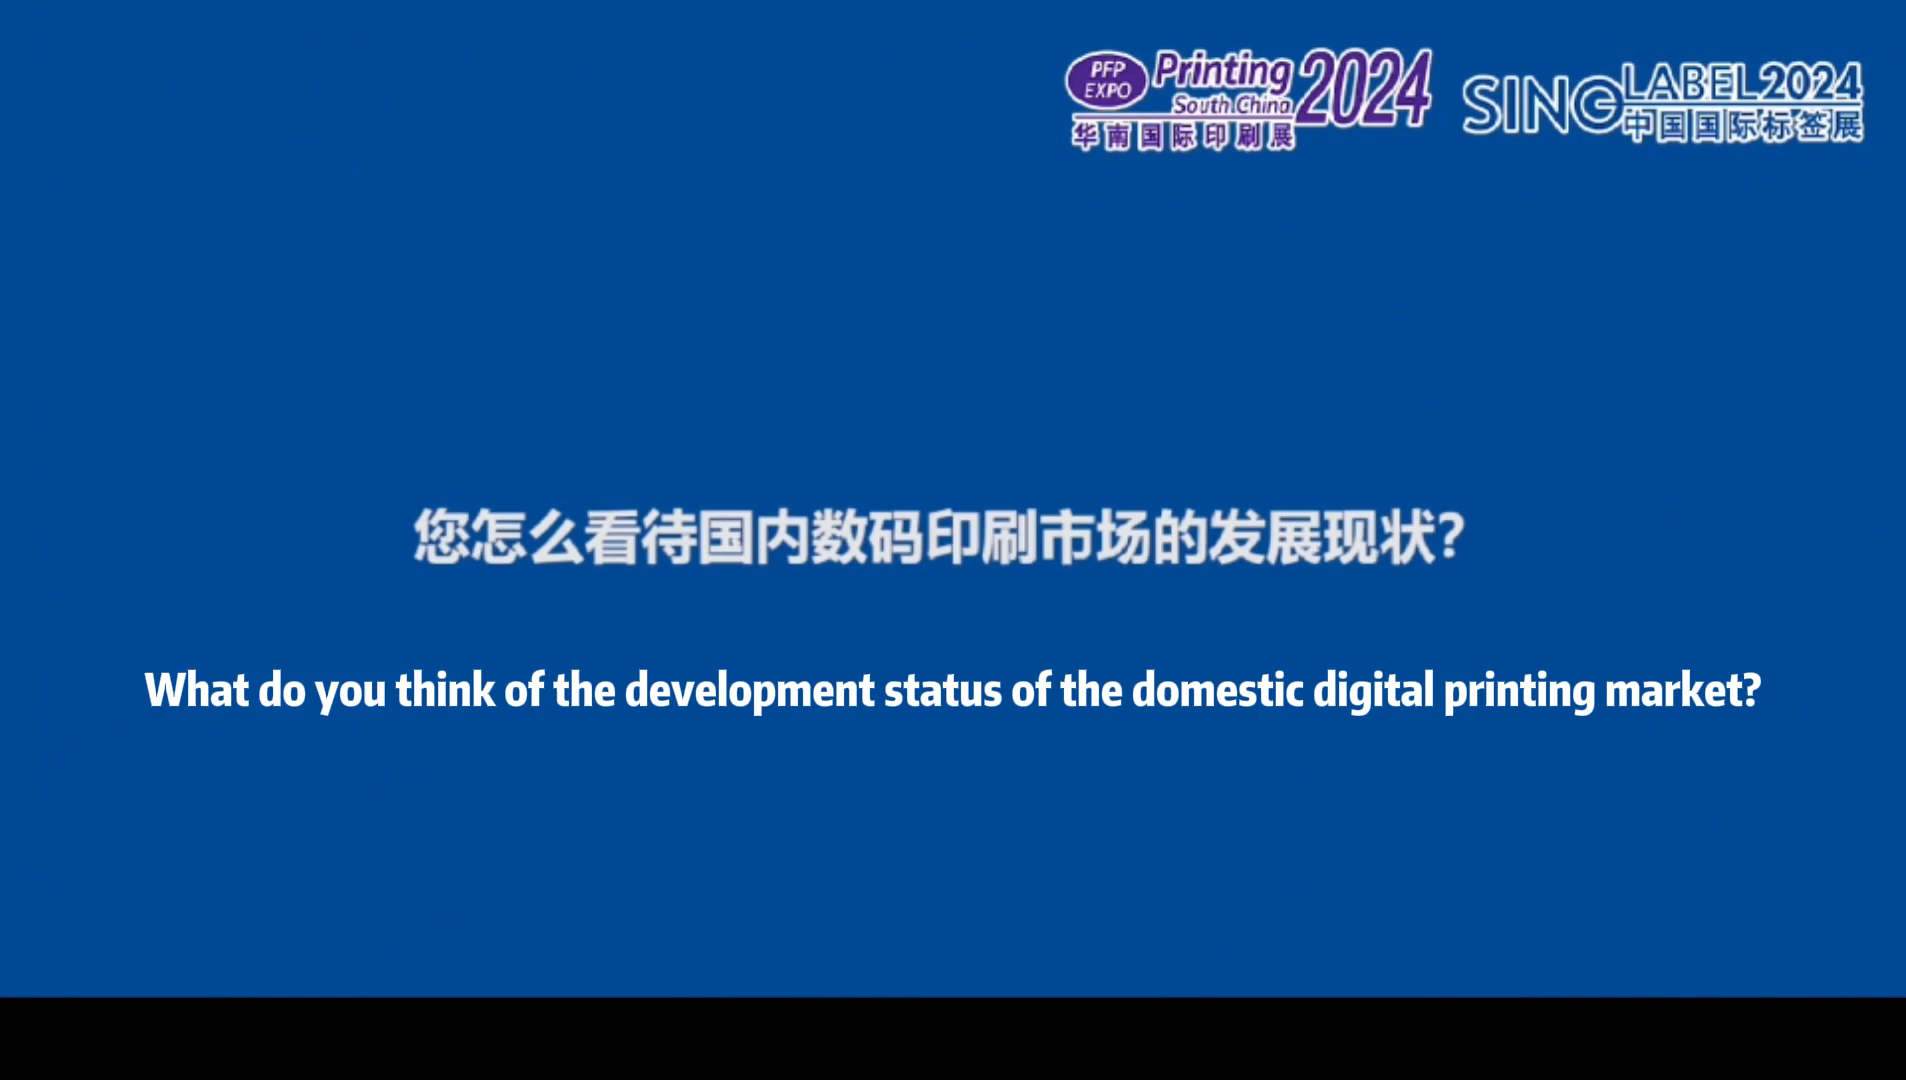 PFP EXPO Printing South China 2024
华南国际印刷展
SINO LABEL 2024
中国国际标签展
您怎么看待国内数码印刷市场的发展现状？
What do you think of the development status of the domestic digital printing market?